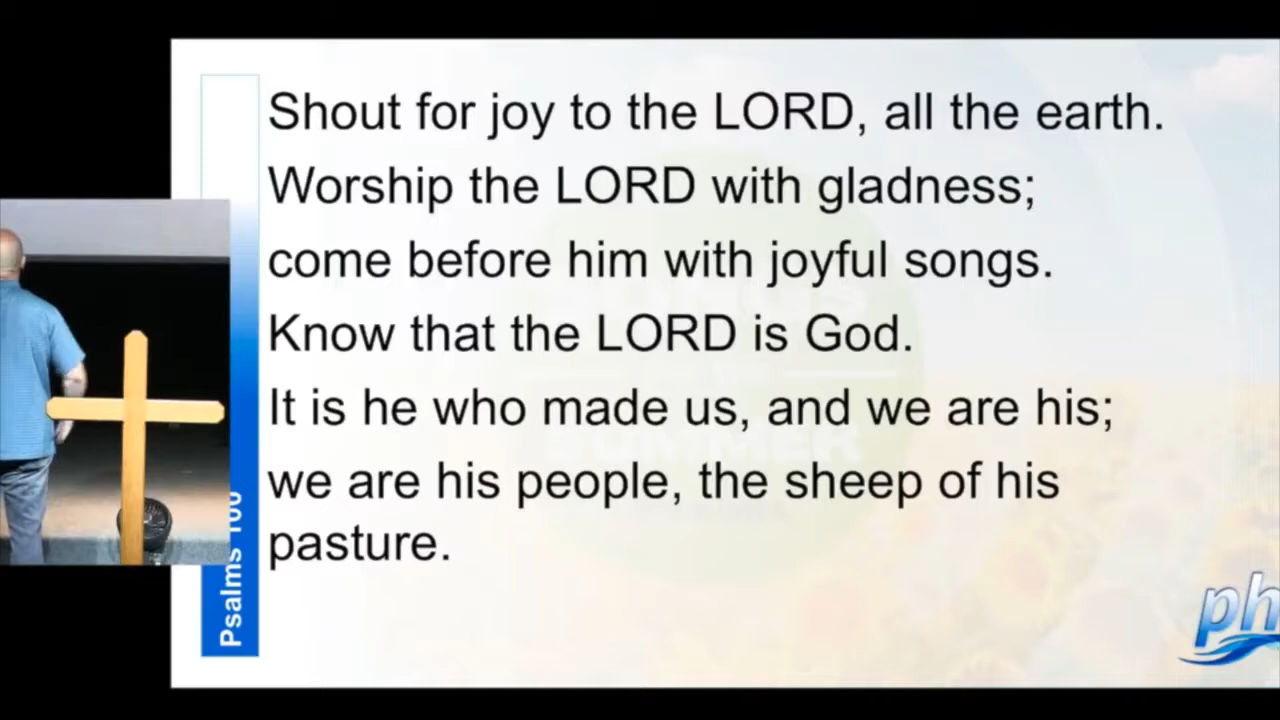 Shout for joy to the LORD, all the earth.
Worship the LORD with gladness;
come before him with joyful songs.
Know that the LORD is God.
It is he who made us, and we are his;
we are his people, the sheep of his
pasture.
Psalms 100
SUMMER
ph